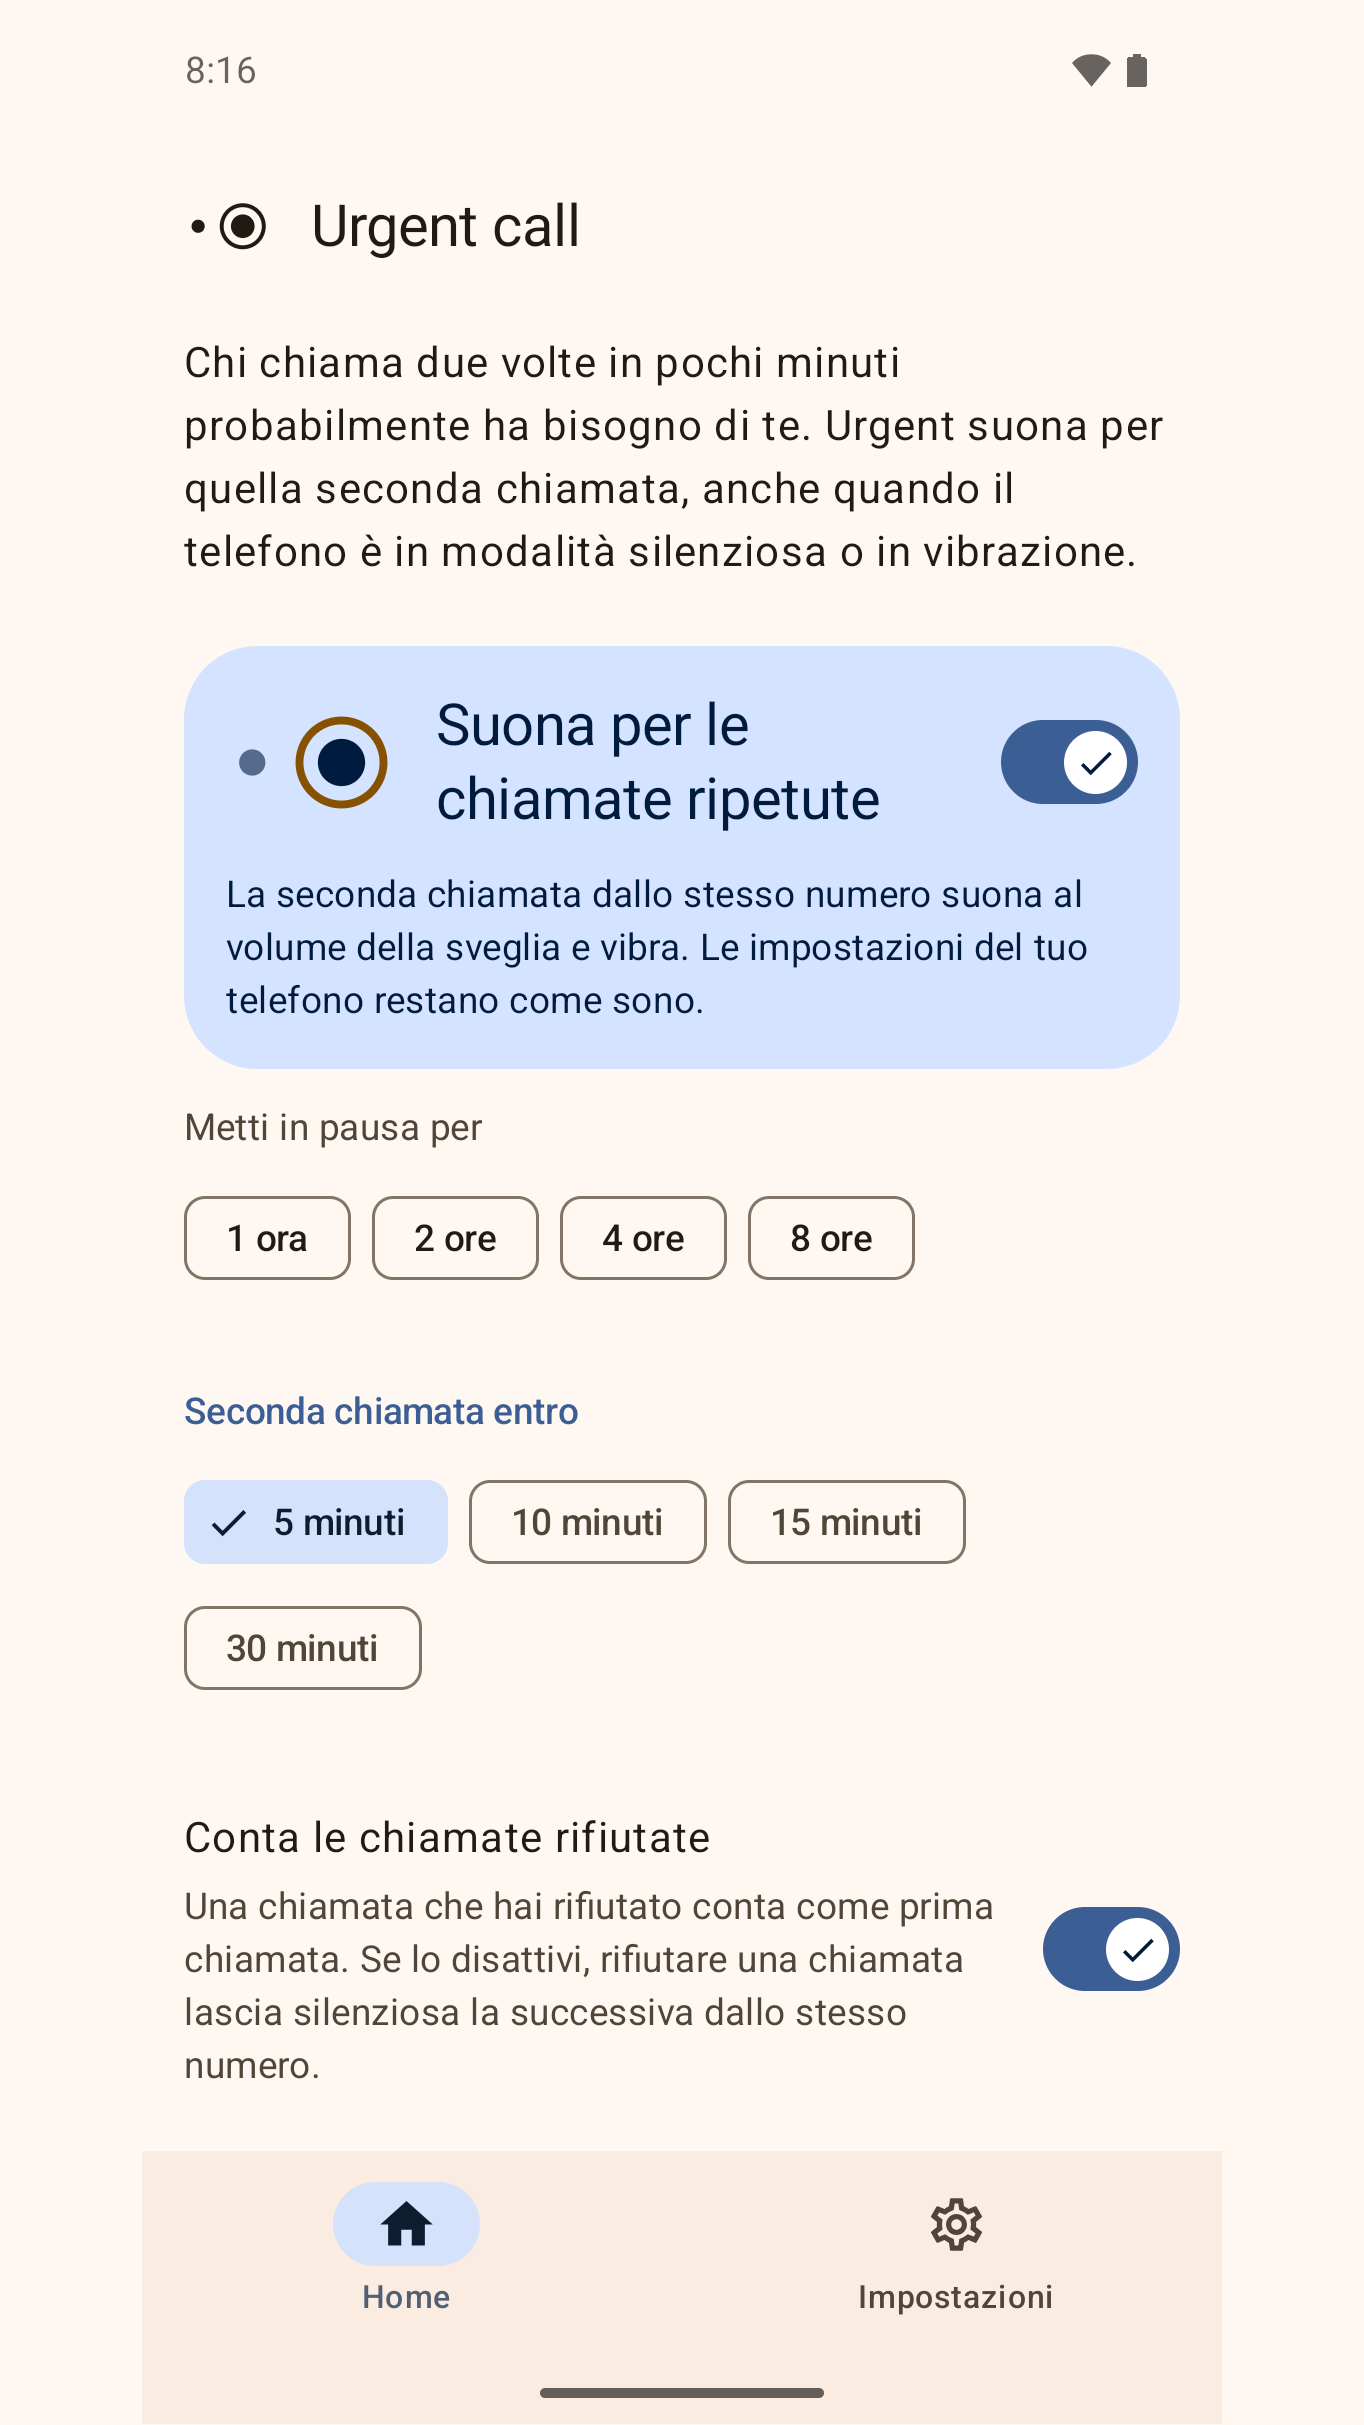 8:16
Urgent call
Chi chiama due volte in pochi minuti
probabilmente ha bisogno di te. Urgent suona per
quella seconda chiamata, anche quando il
telefono è in modalità silenziosa o in vibrazione.
Suona per le
chiamate ripetute
La seconda chiamata dallo stesso numero suona al
volume della sveglia e vibra. Le impostazioni del tuo
telefono restano come sono.
Metti in pausa per
1 ora
2 ore
4 ore
8 ore
Seconda chiamata entro
5 minuti
10 minuti
15 minuti
30 minuti
Conta le chiamate rifiutate
Una chiamata che hai rifiutato conta come prima
chiamata. Se lo disattivi, rifiutare una chiamata
lascia silenziosa la successiva dallo stesso
numero.
Home
Impostazioni